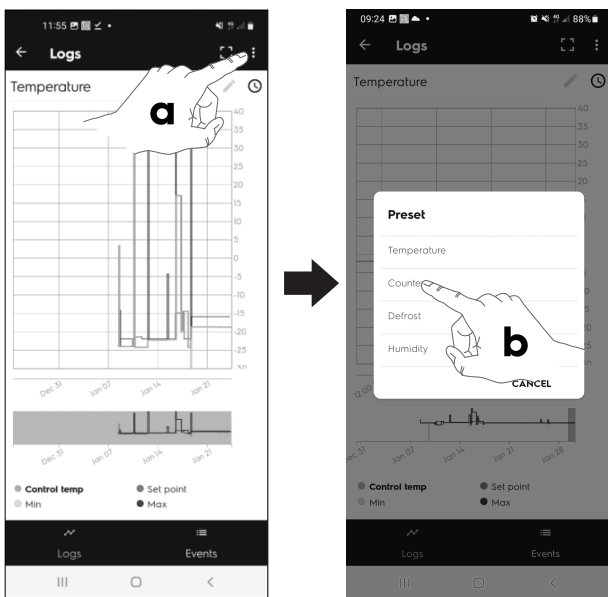 11:55
Logs
Temperature
a
40
35
30
25
20
15
10
5
0
-5
-10
-15
-20
-25
-30
Dec 31 Jan 07 Jan 14 Jan 21
Dec 31 Jan 07 Jan 14 Jan 21
Control temp Set point
Min Max
Logs Events
09:24 88%
Logs
Temperature
40
35
30
25
20
Preset
Temperature
Counte
Defrost
Humidity
b
CANCEL
12:00
Dec 31 Jan 07 Jan 14 Jan 21 Jan 28
Control temp Set point
Min Max
Logs Events